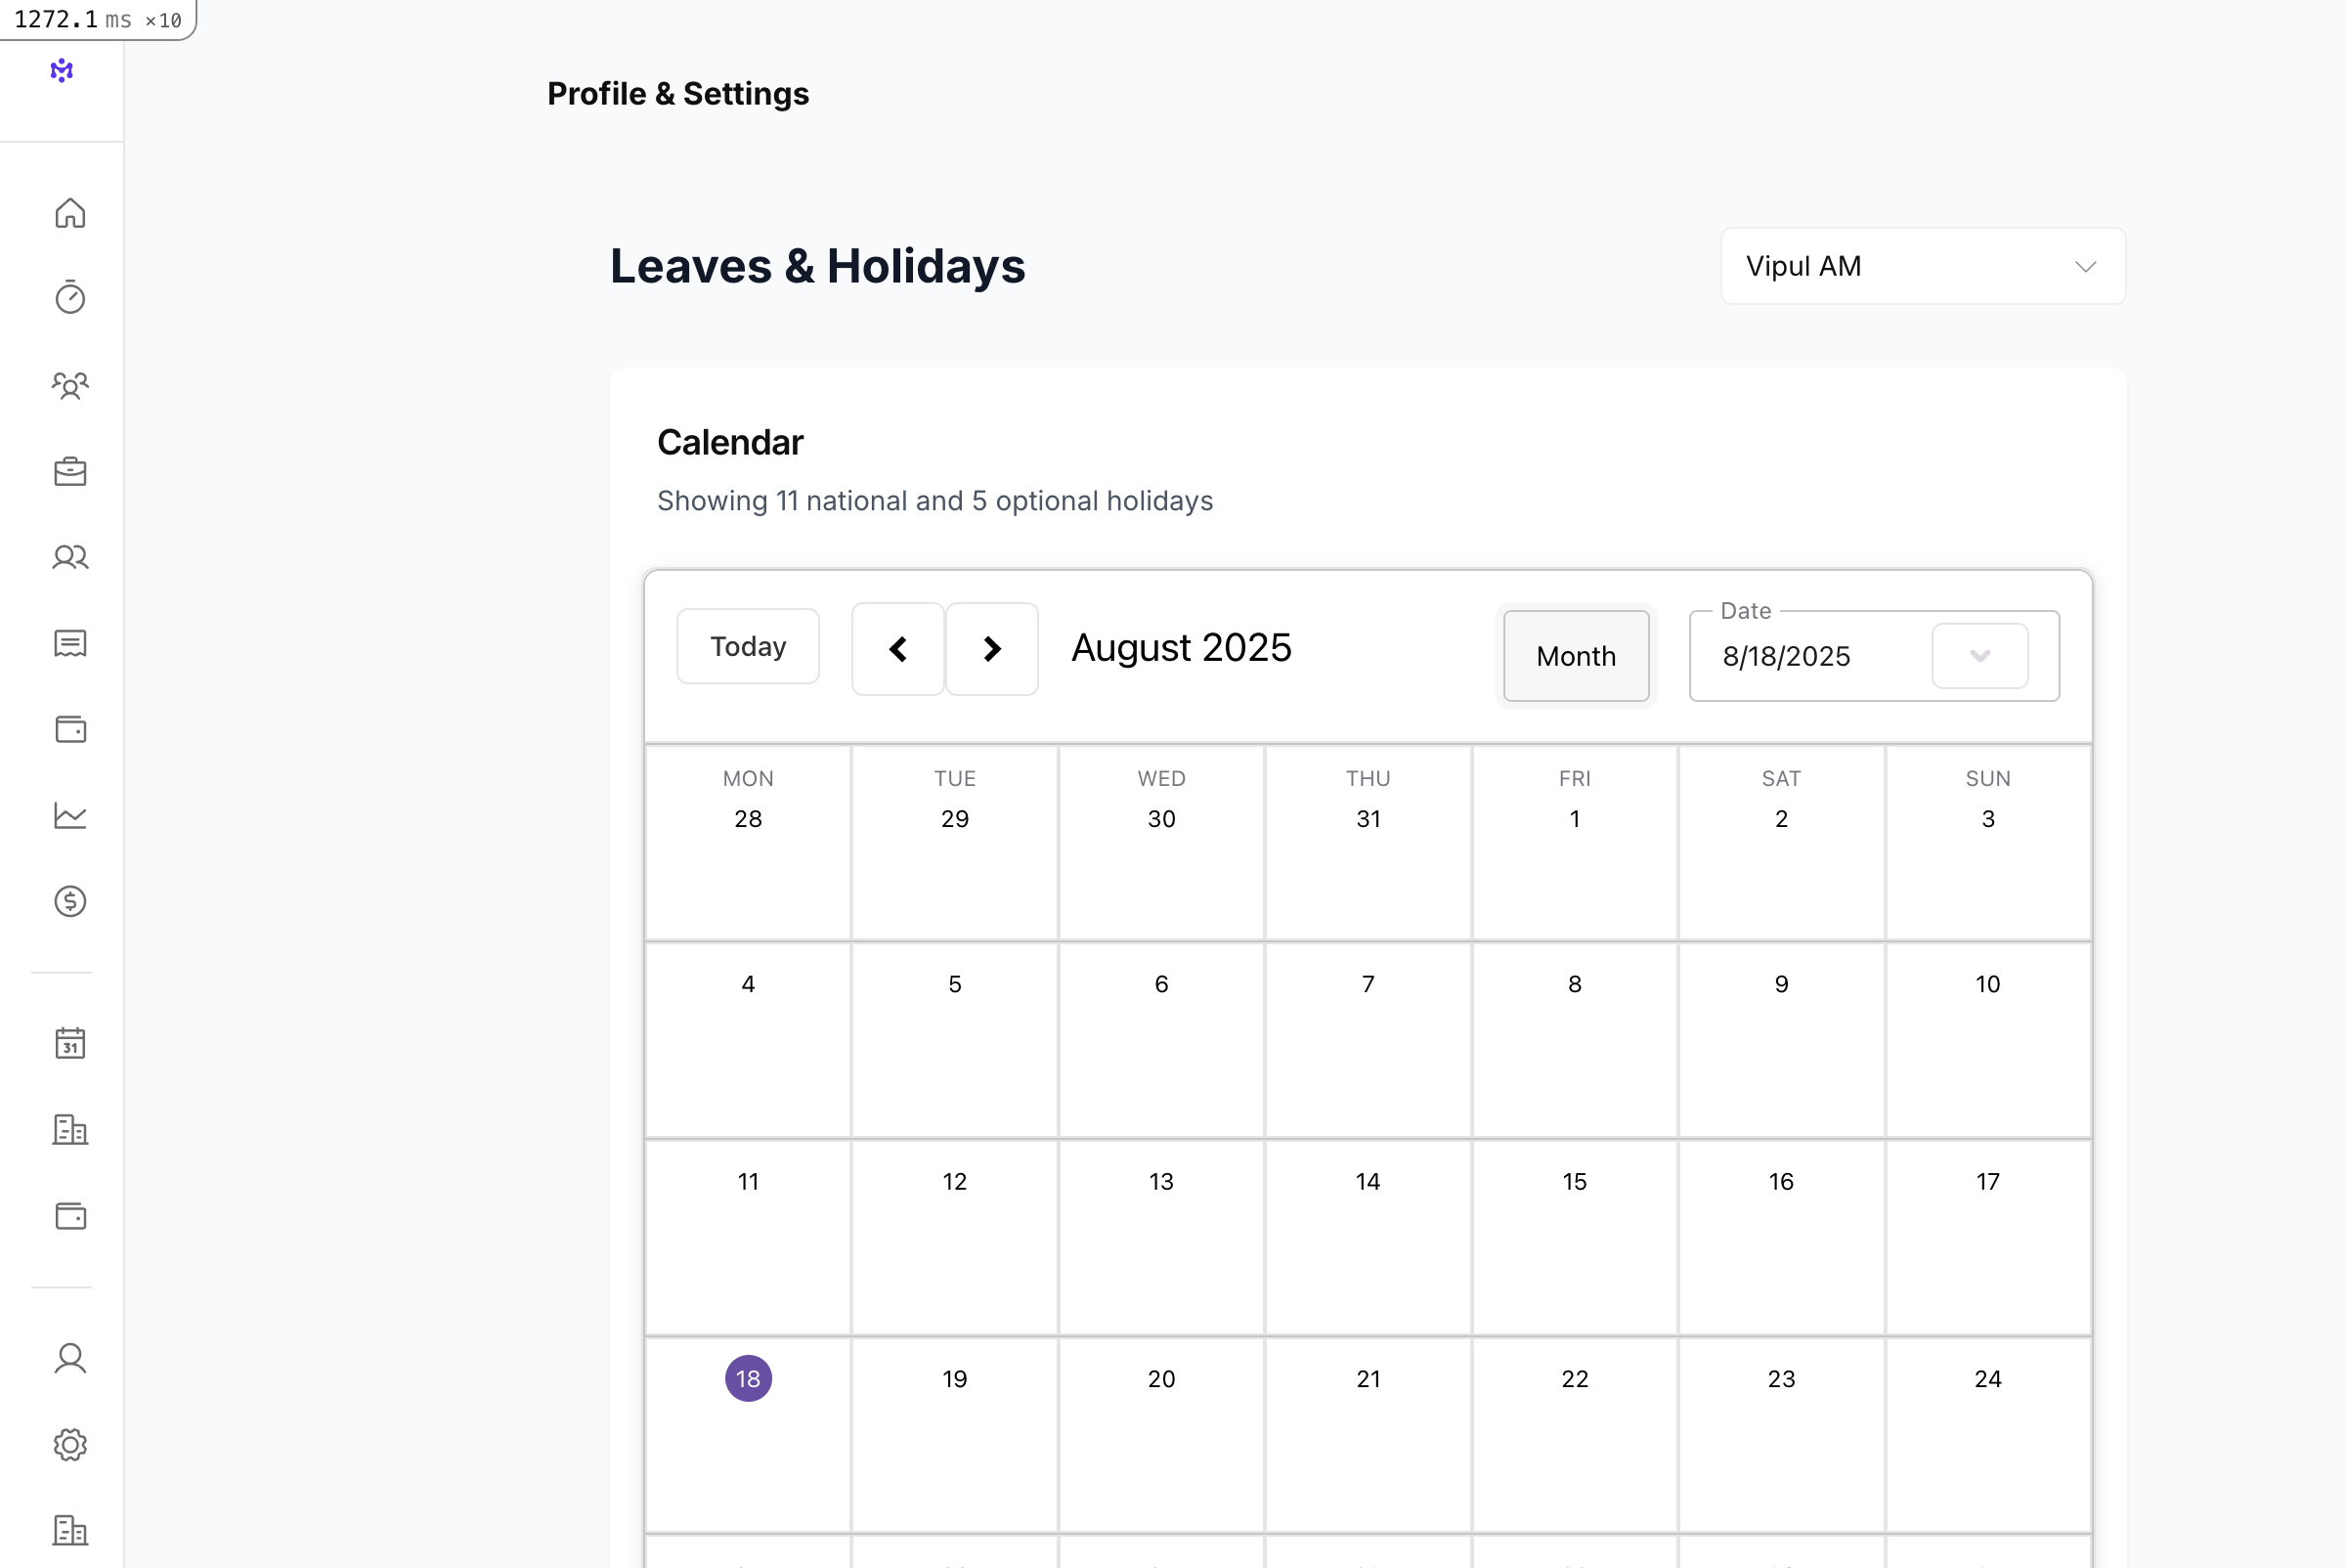 1272.1 ms ×10
Profile & Settings
Leaves & Holidays
Vipul AM
Calendar
Showing 11 national and 5 optional holidays
Today
August 2025
Month
Date
8/18/2025
MON TUE WED THU FRI SAT SUN
28 29 30 31 1 2 3
4 5 6 7 8 9 10
31
11 12 13 14 15 16 17
18 19 20 21 22 23 24